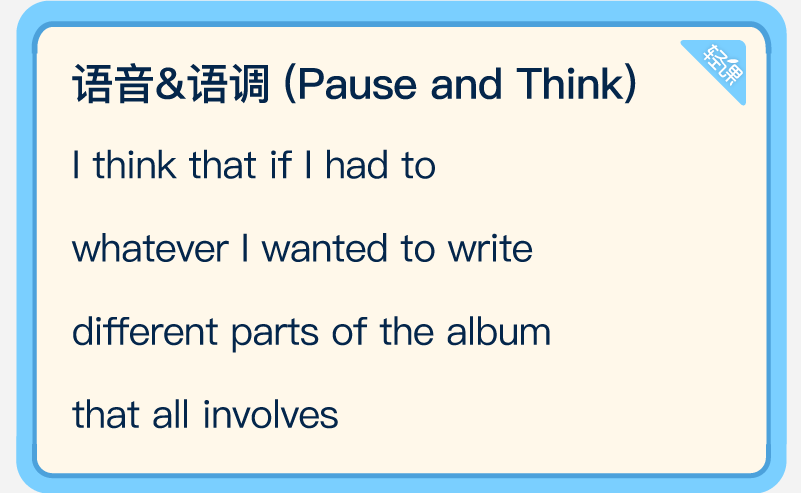 语音&语调 (Pause and Think)
轻课
I think that if I had to
whatever I wanted to write
different parts of the album
that all involves